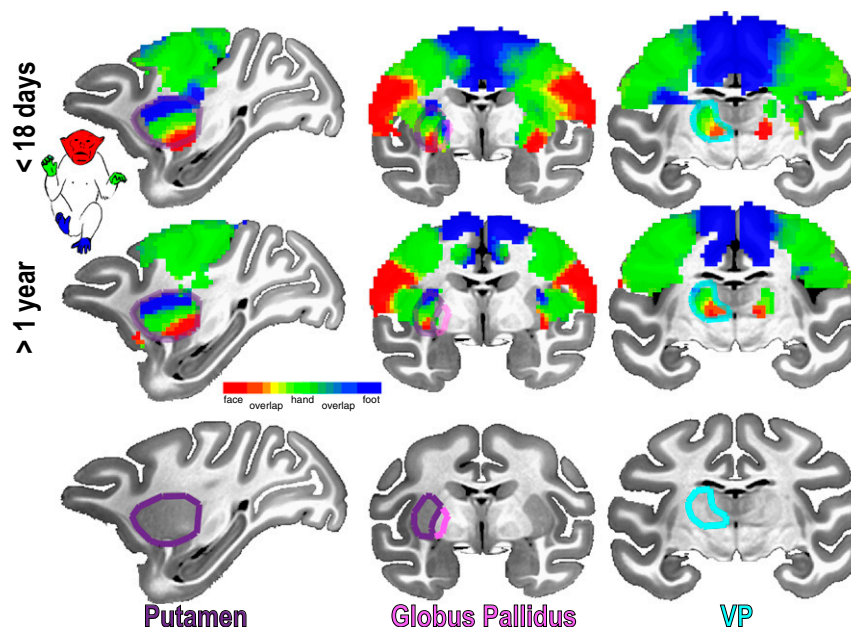 < 18 days
> 1 year
face hand foot
overlap overlap
Putamen
Globus Pallidus
VP